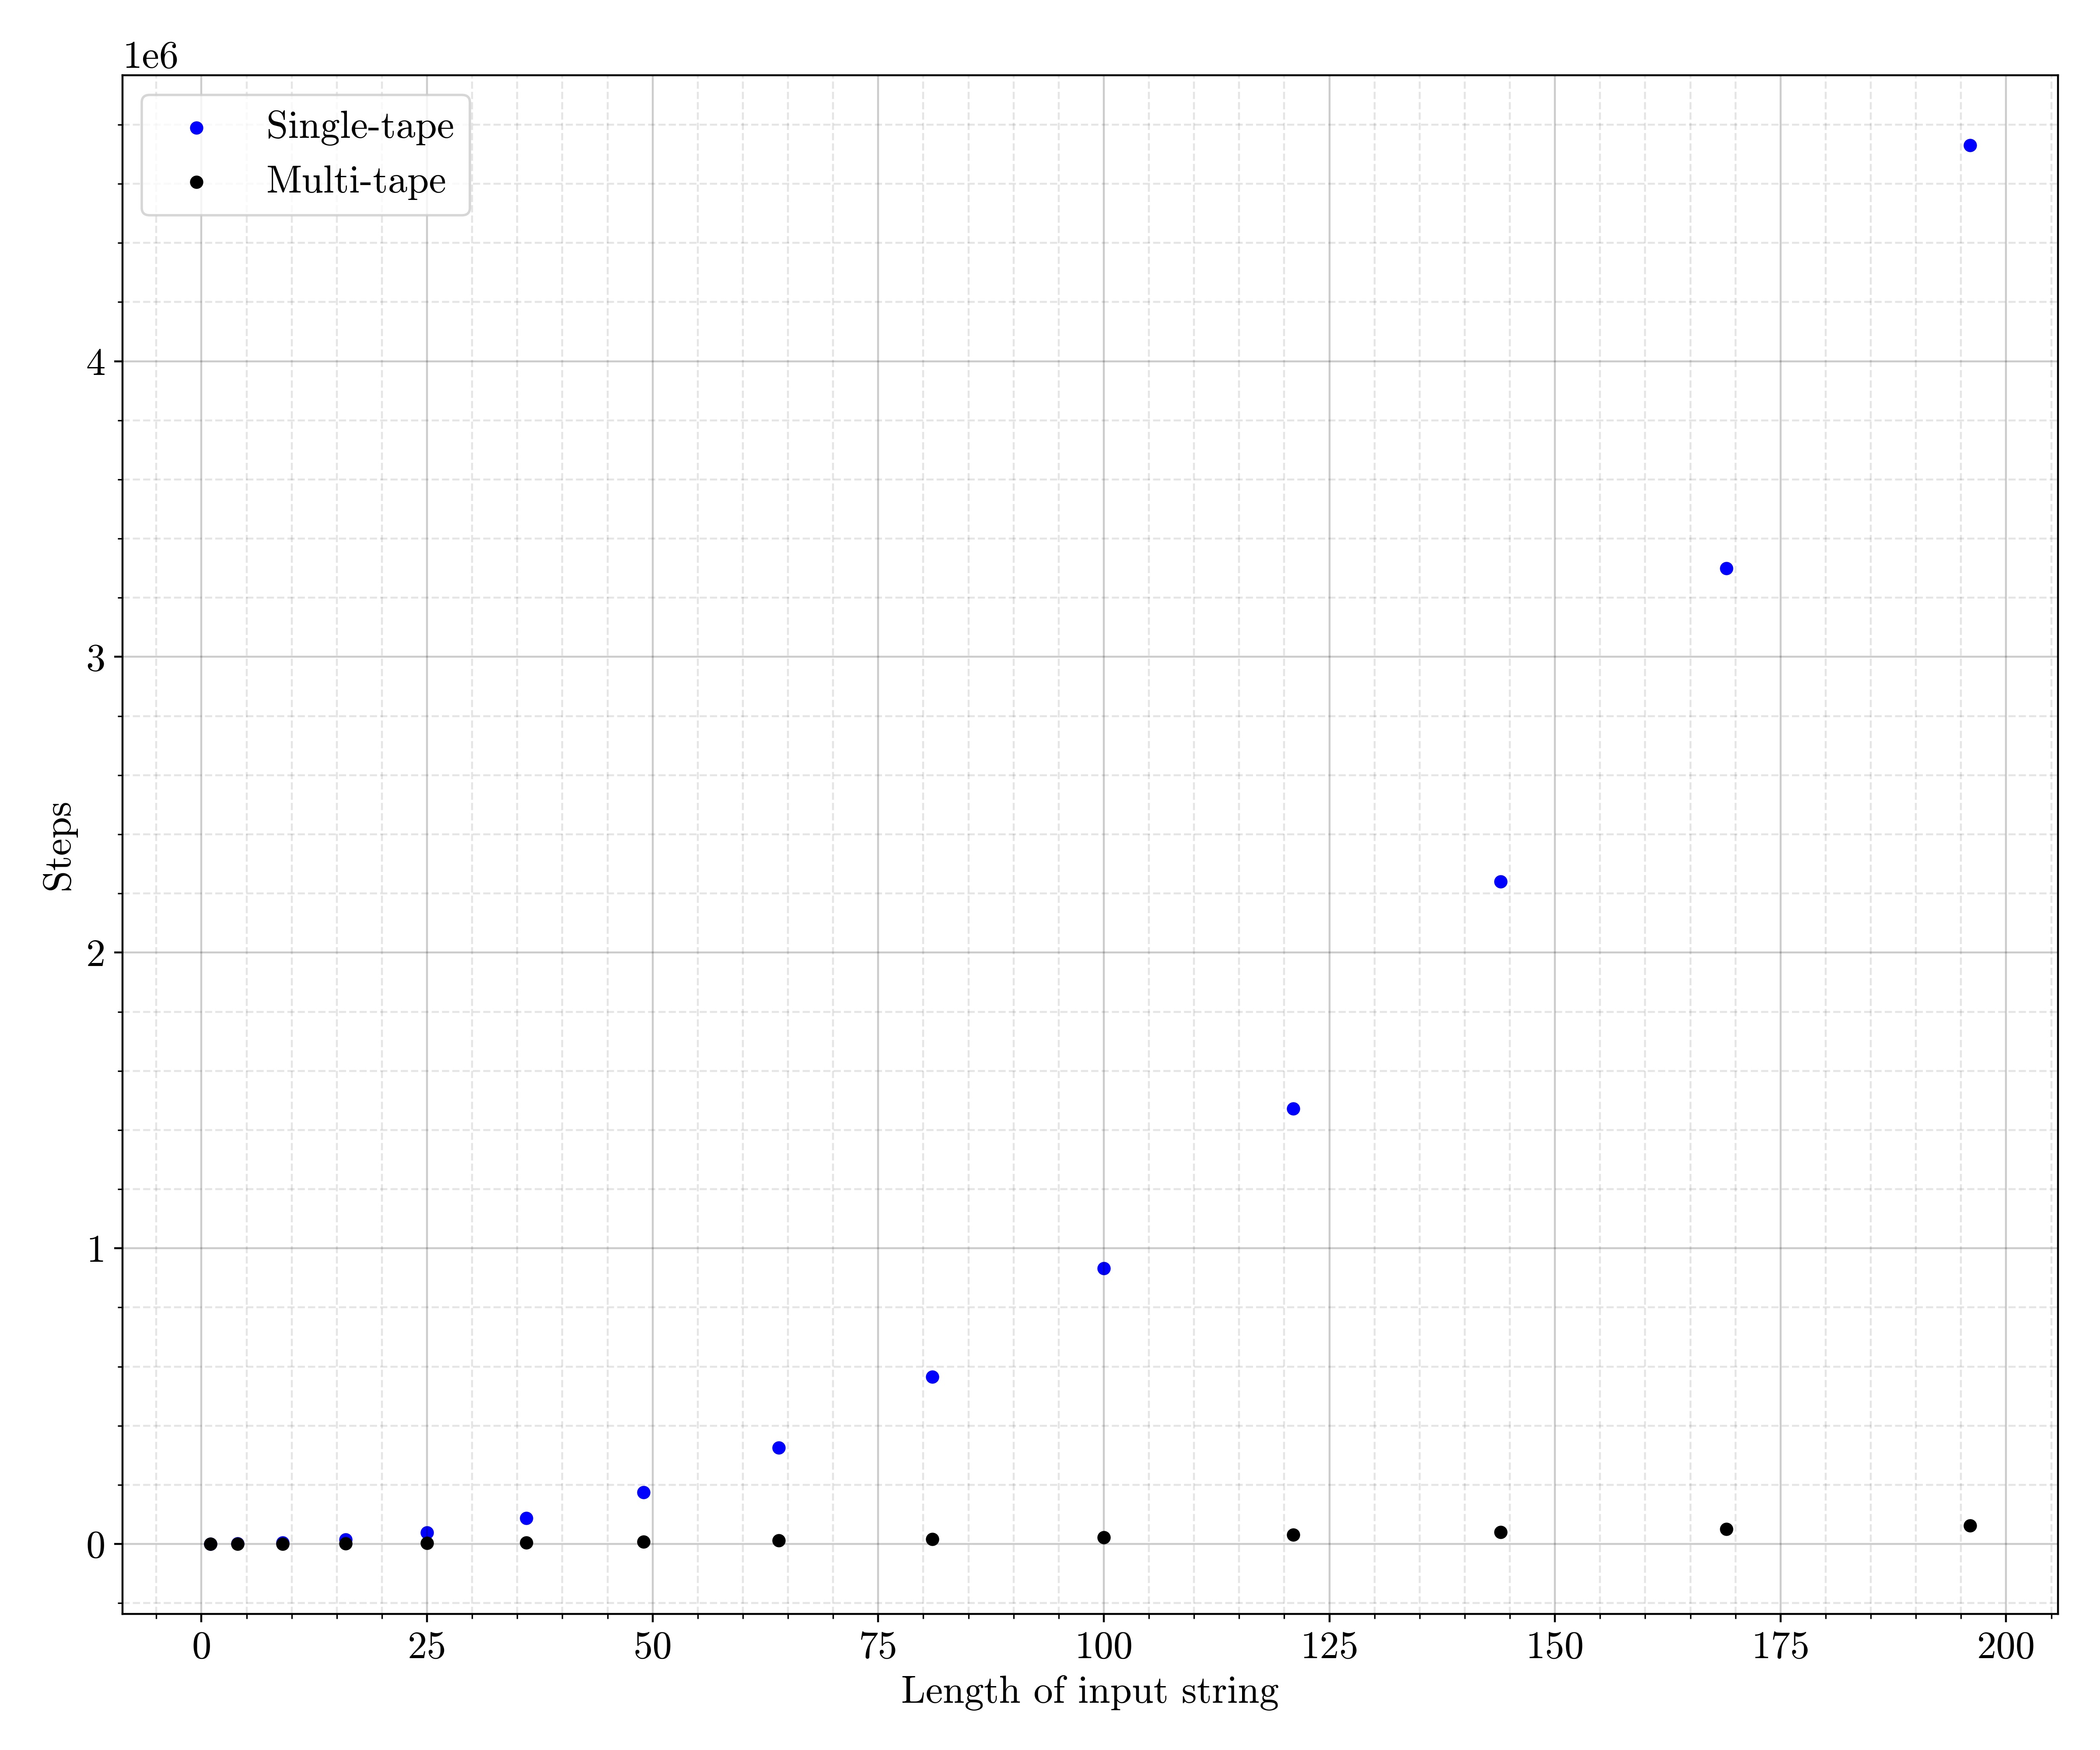 1e6
Single-tape
Multi-tape
4
3
2
1
0
Steps
0 25 50 75 100 125 150 175 200
Length of input string